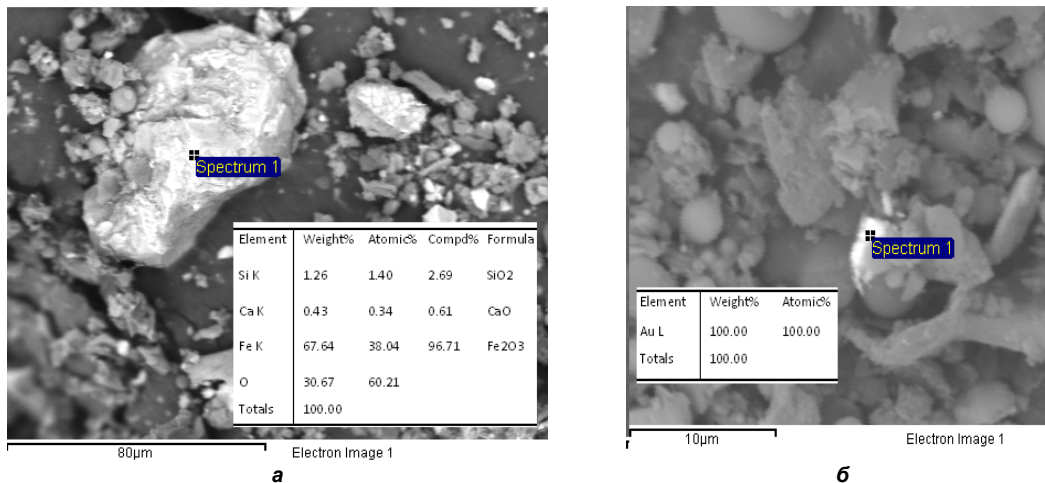 Spectrum 1
Element Weight% Atomic% Compd% Formula
Si K 1.26 1.40 2.69 SiO2
Ca K 0.43 0.34 0.61 CaO
Fe K 67.64 38.04 96.71 Fe2O3
O 30.67 60.21
Totals 100.00
80µm Electron Image 1
а
Spectrum 1
Element Weight% Atomic%
Au L 100.00 100.00
Totals 100.00
10µm Electron Image 1
б